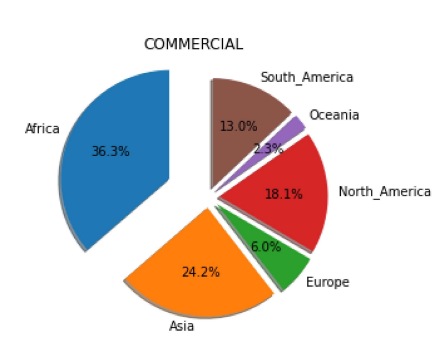 COMMERCIAL
South_America
Oceania
Africa
13.0%
2.3%
36.3%
18.1%
North_America
6.0%
24.2%
Europe
Asia